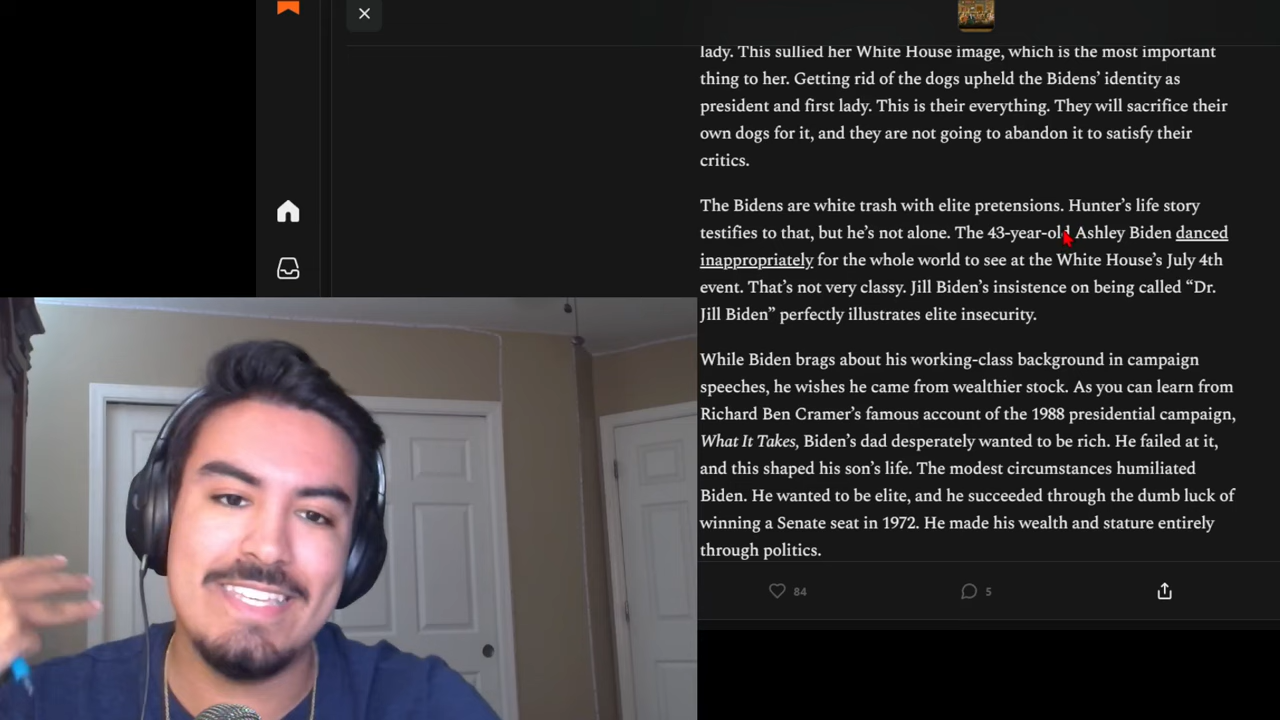 lady. This sullied her White House image, which is the most important
thing to her. Getting rid of the dogs upheld the Bidens’ identity as
president and first lady. This is their everything. They will sacrifice their
own dogs for it, and they are not going to abandon it to satisfy their
critics.
The Bidens are white trash with elite pretensions. Hunter’s life story
testifies to that, but he’s not alone. The 43-year-old Ashley Biden danced
inappropriately for the whole world to see at the White House’s July 4th
event. That’s not very classy. Jill Biden’s insistence on being called “Dr.
Jill Biden” perfectly illustrates elite insecurity.
While Biden brags about his working-class background in campaign
speeches, he wishes he came from wealthier stock. As you can learn from
Richard Ben Cramer’s famous account of the 1988 presidential campaign,
What It Takes, Biden’s dad desperately wanted to be rich. He failed at it,
and this shaped his son’s life. The modest circumstances humiliated
Biden. He wanted to be elite, and he succeeded through the dumb luck of
winning a Senate seat in 1972. He made his wealth and stature entirely
through politics.
84
5